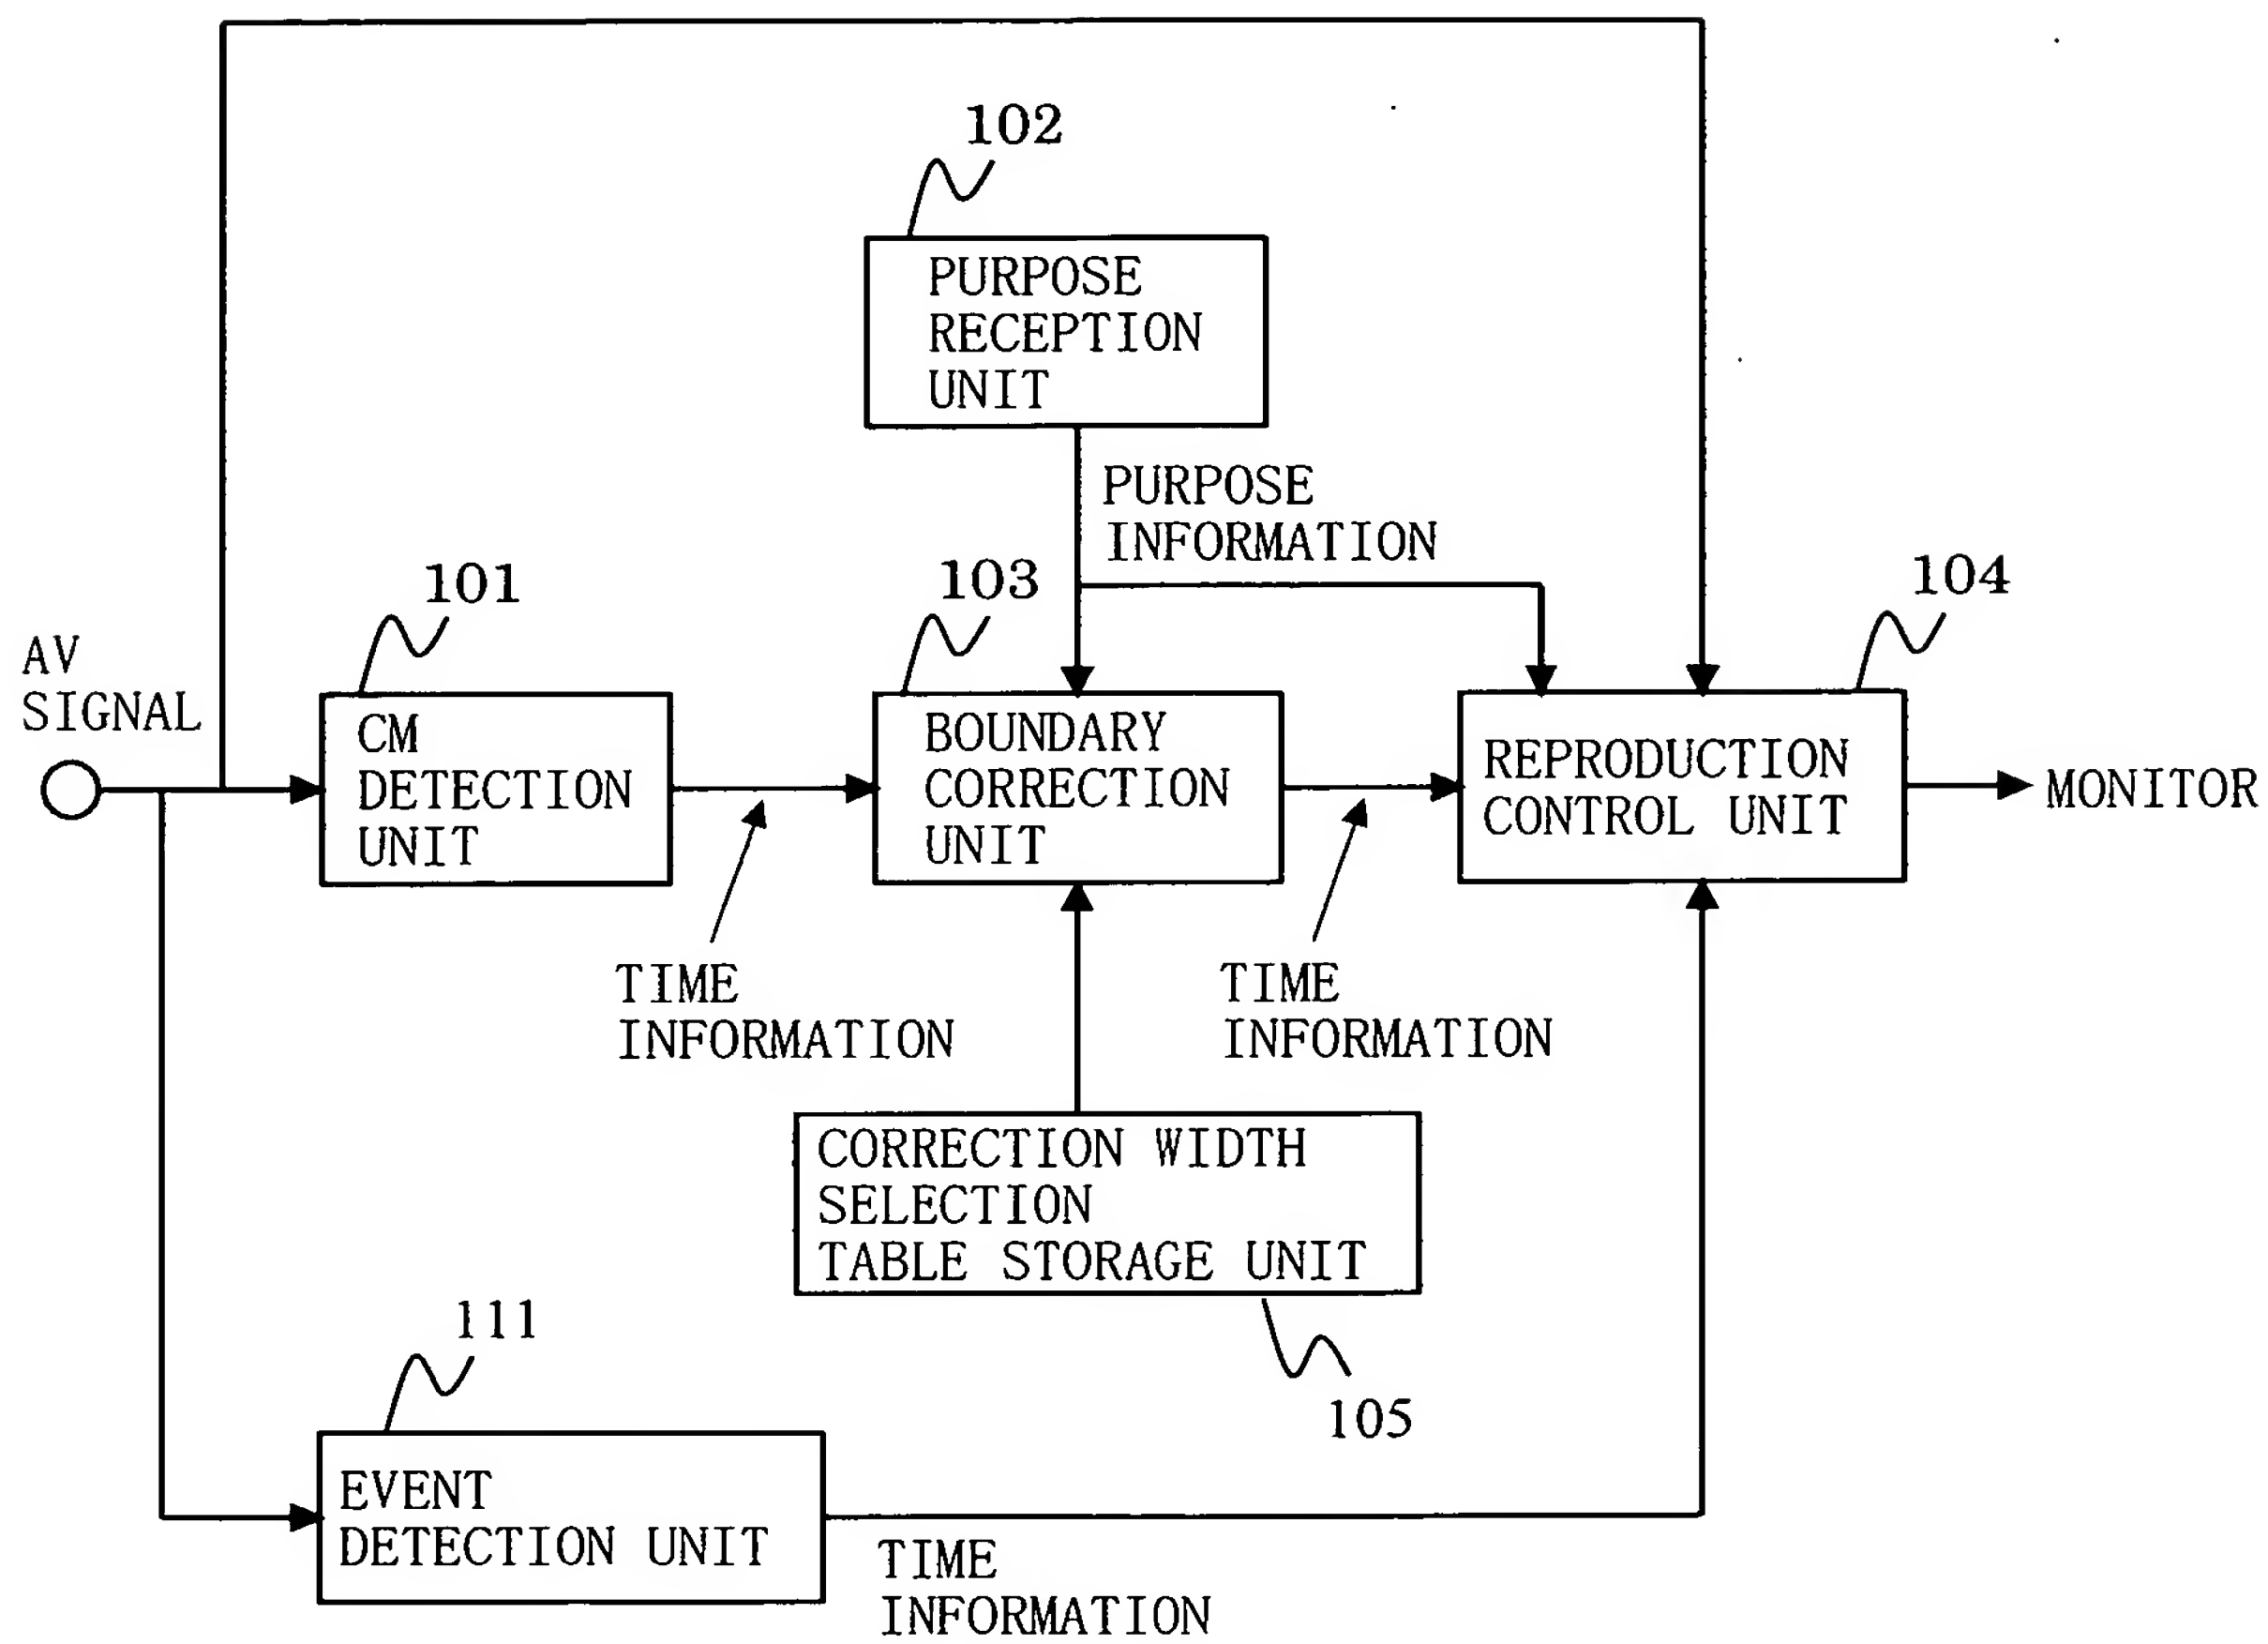 102
PURPOSE
RECEPTION
UNIT
PURPOSE
INFORMATION
101
103
104
AV
SIGNAL
CM
DETECTION
UNIT
BOUNDARY
CORRECTION
UNIT
REPRODUCTION
CONTROL UNIT
MONITOR
TIME
INFORMATION
TIME
INFORMATION
CORRECTION WIDTH
SELECTION
TABLE STORAGE UNIT
105
111
EVENT
DETECTION UNIT
TIME
INFORMATION